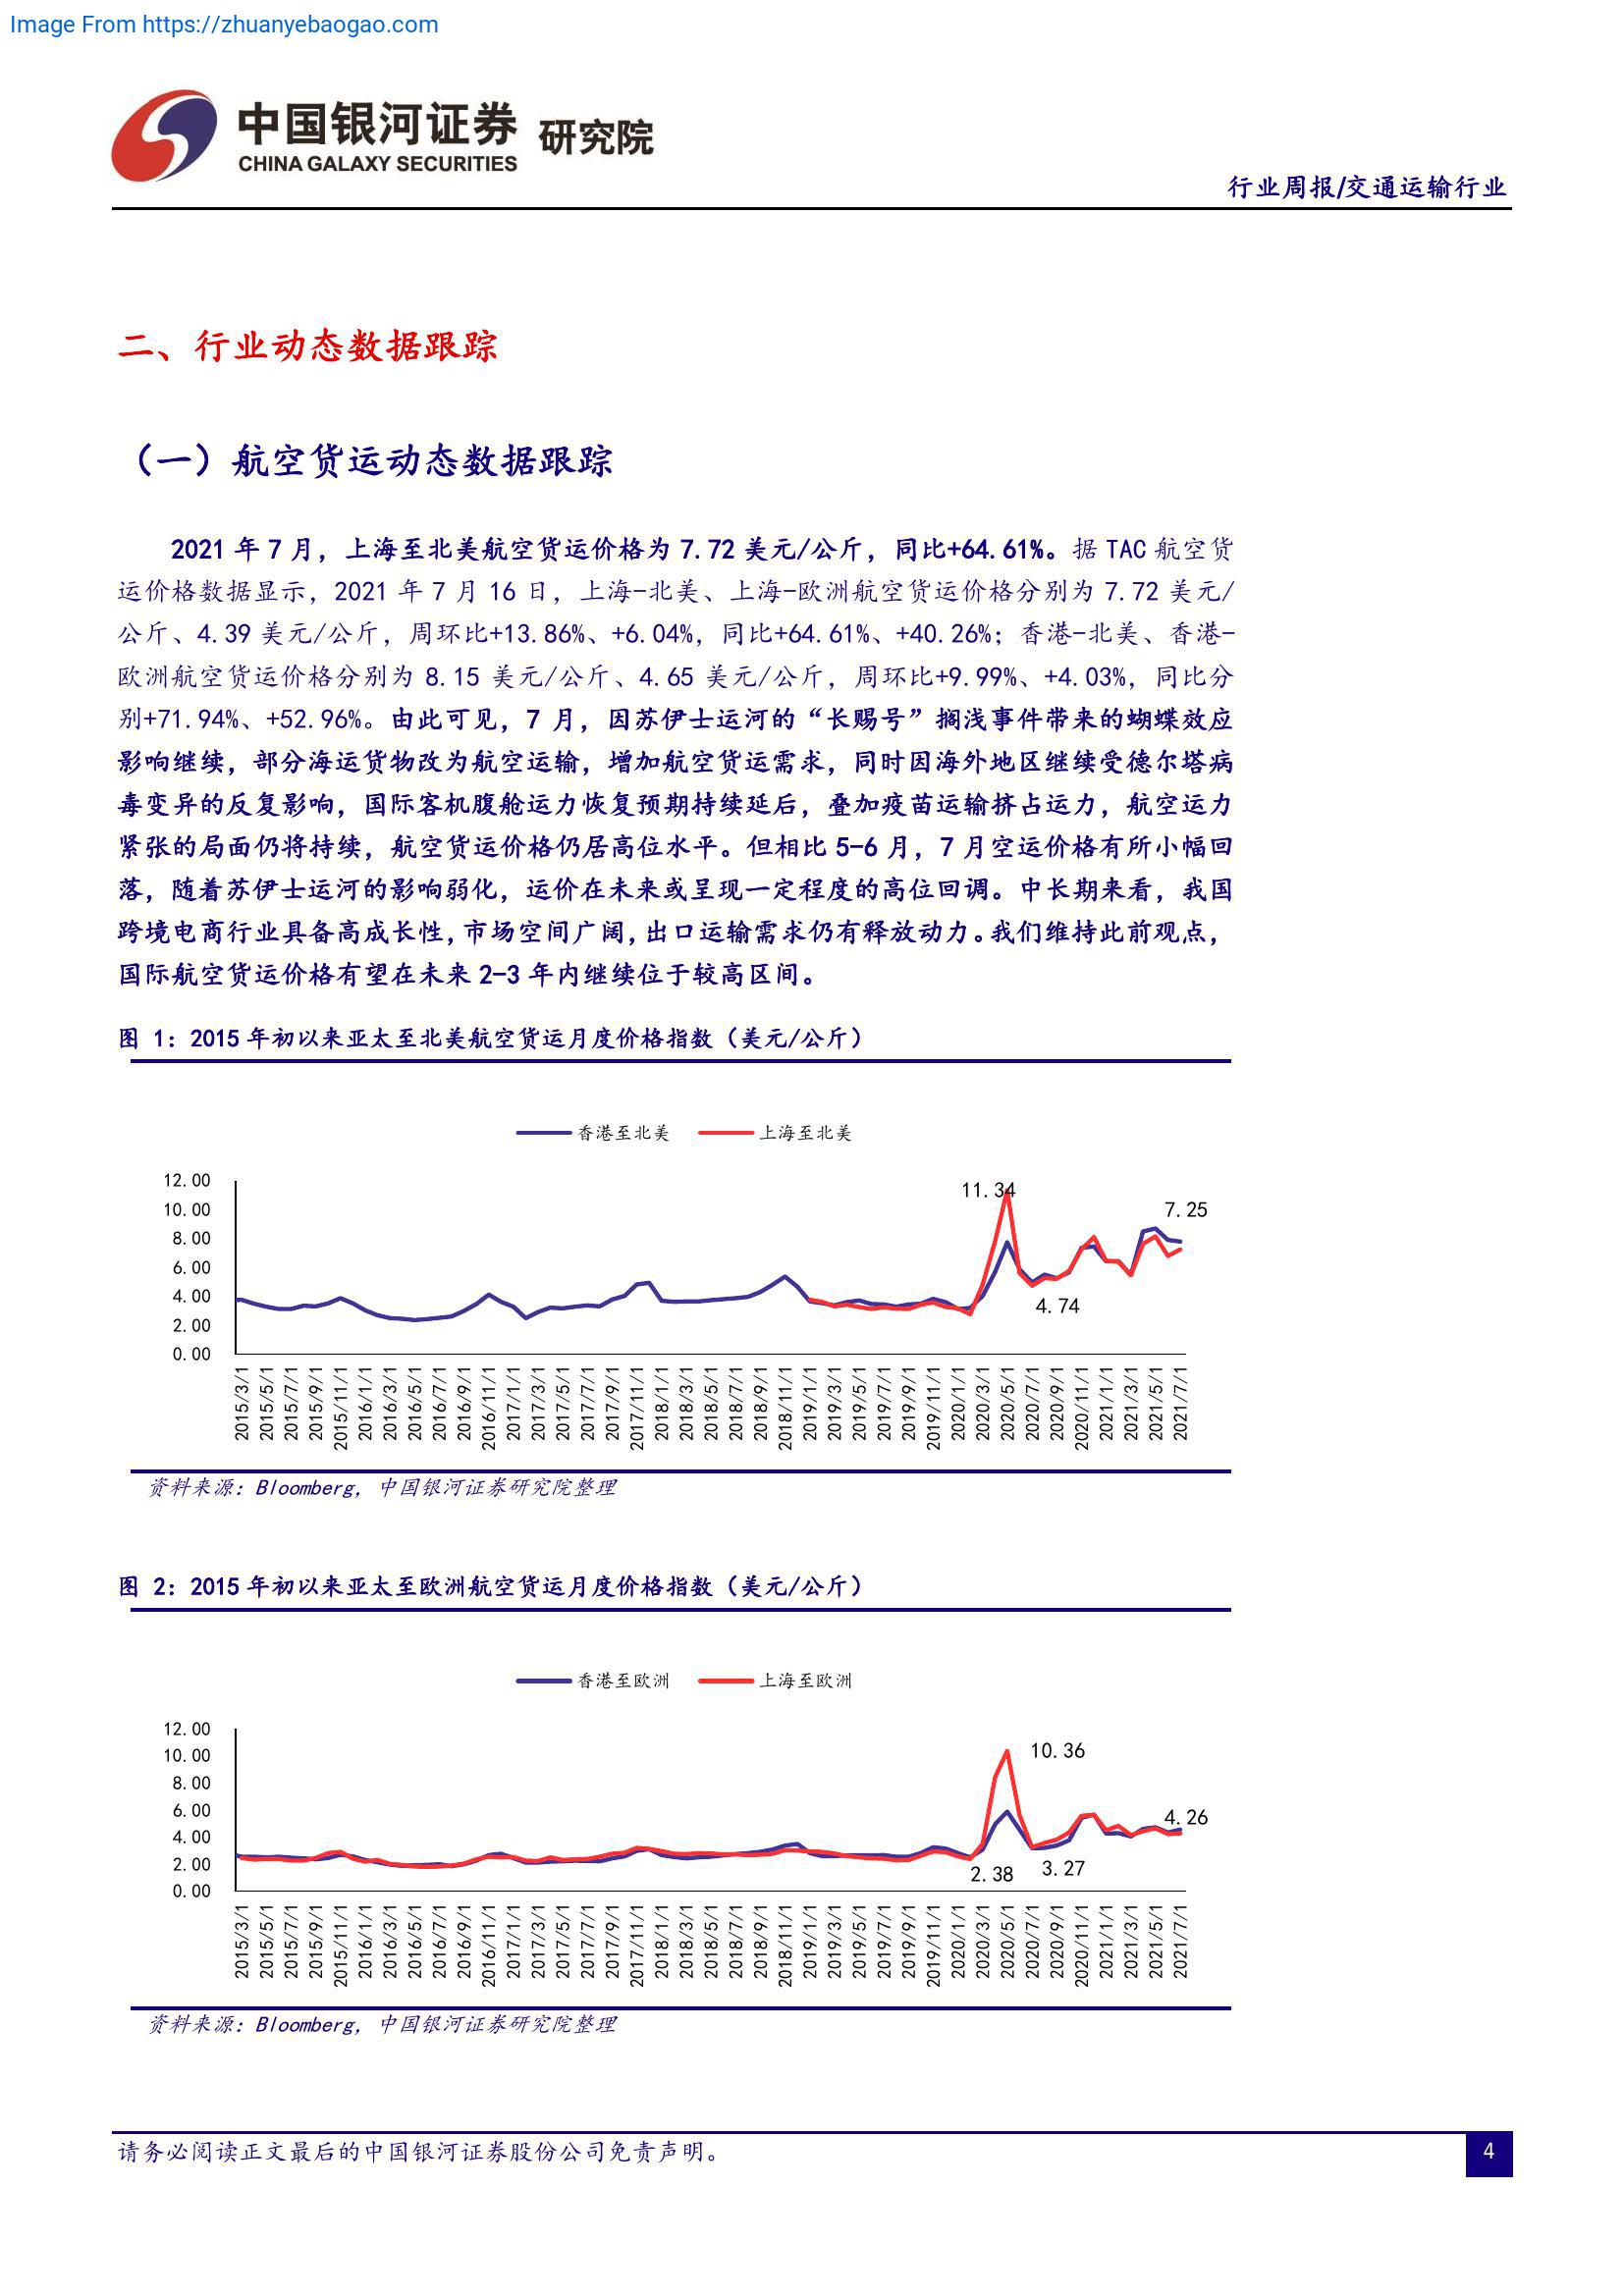 Image From https://zhuanyebaogao.com
中国银河证券 研究院
CHINA GALAXY SECURITIES
行业周报/交通运输行业
二、行业动态数据跟踪
（一）航空货运动态数据跟踪
2021 年 7 月，上海至北美航空货运价格为 7.72 美元/公斤，同比+64.61%。据 TAC 航空货
运价格数据显示，2021 年 7 月 16 日，上海-北美、上海-欧洲航空货运价格分别为 7.72 美元/
公斤、4.39 美元/公斤，周环比+13.86%、+6.04%，同比+64.61%、+40.26%；香港-北美、香港-
欧洲航空货运价格分别为 8.15 美元/公斤、4.65 美元/公斤，周环比+9.99%、+4.03%，同比分
别+71.94%、+52.96%。由此可见，7 月，因苏伊士运河的“长赐号”搁浅事件带来的蝴蝶效应
影响继续，部分海运货物改为航空运输，增加航空货运需求，同时因海外地区继续受德尔塔病
毒变异的反复影响，国际客机腹舱运力恢复预期持续延后，叠加疫苗运输挤占运力，航空运力
紧张的局面仍将持续，航空货运价格仍居高位水平。但相比 5-6 月，7 月空运价格有所小幅回
落，随着苏伊士运河的影响弱化，运价在未来或呈现一定程度的高位回调。中长期来看，我国
跨境电商行业具备高成长性，市场空间广阔，出口运输需求仍有释放动力。我们维持此前观点，
国际航空货运价格有望在未来 2-3 年内继续位于较高区间。
图 1：2015 年初以来亚太至北美航空货运月度价格指数（美元/公斤）
香港至北美 上海至北美
12.00
10.00
8.00
6.00
4.00
2.00
0.00
11.34
7.25
4.74
2015/3/1 2015/5/1 2015/7/1 2015/9/1 2015/11/1 2016/1/1 2016/3/1 2016/5/1 2016/7/1 2016/9/1 2016/11/1 2017/1/1 2017/3/1 2017/5/1 2017/7/1 2017/9/1 2017/11/1 2018/1/1 2018/3/1 2018/5/1 2018/7/1 2018/9/1 2018/11/1 2019/1/1 2019/3/1 2019/5/1 2019/7/1 2019/9/1 2019/11/1 2020/1/1 2020/3/1 2020/5/1 2020/7/1 2020/9/1 2020/11/1 2021/1/1 2021/3/1 2021/5/1 2021/7/1
资料来源：Bloomberg，中国银河证券研究院整理
图 2：2015 年初以来亚太至欧洲航空货运月度价格指数（美元/公斤）
香港至欧洲 上海至欧洲
12.00
10.00
8.00
6.00
4.00
2.00
0.00
10.36
4.26
2.38
3.27
2015/3/1 2015/5/1 2015/7/1 2015/9/1 2015/11/1 2016/1/1 2016/3/1 2016/5/1 2016/7/1 2016/9/1 2016/11/1 2017/1/1 2017/3/1 2017/5/1 2017/7/1 2017/9/1 2017/11/1 2018/1/1 2018/3/1 2018/5/1 2018/7/1 2018/9/1 2018/11/1 2019/1/1 2019/3/1 2019/5/1 2019/7/1 2019/9/1 2019/11/1 2020/1/1 2020/3/1 2020/5/1 2020/7/1 2020/9/1 2020/11/1 2021/1/1 2021/3/1 2021/5/1 2021/7/1
资料来源：Bloomberg，中国银河证券研究院整理
请务必阅读正文最后的中国银河证券股份公司免责声明。
4